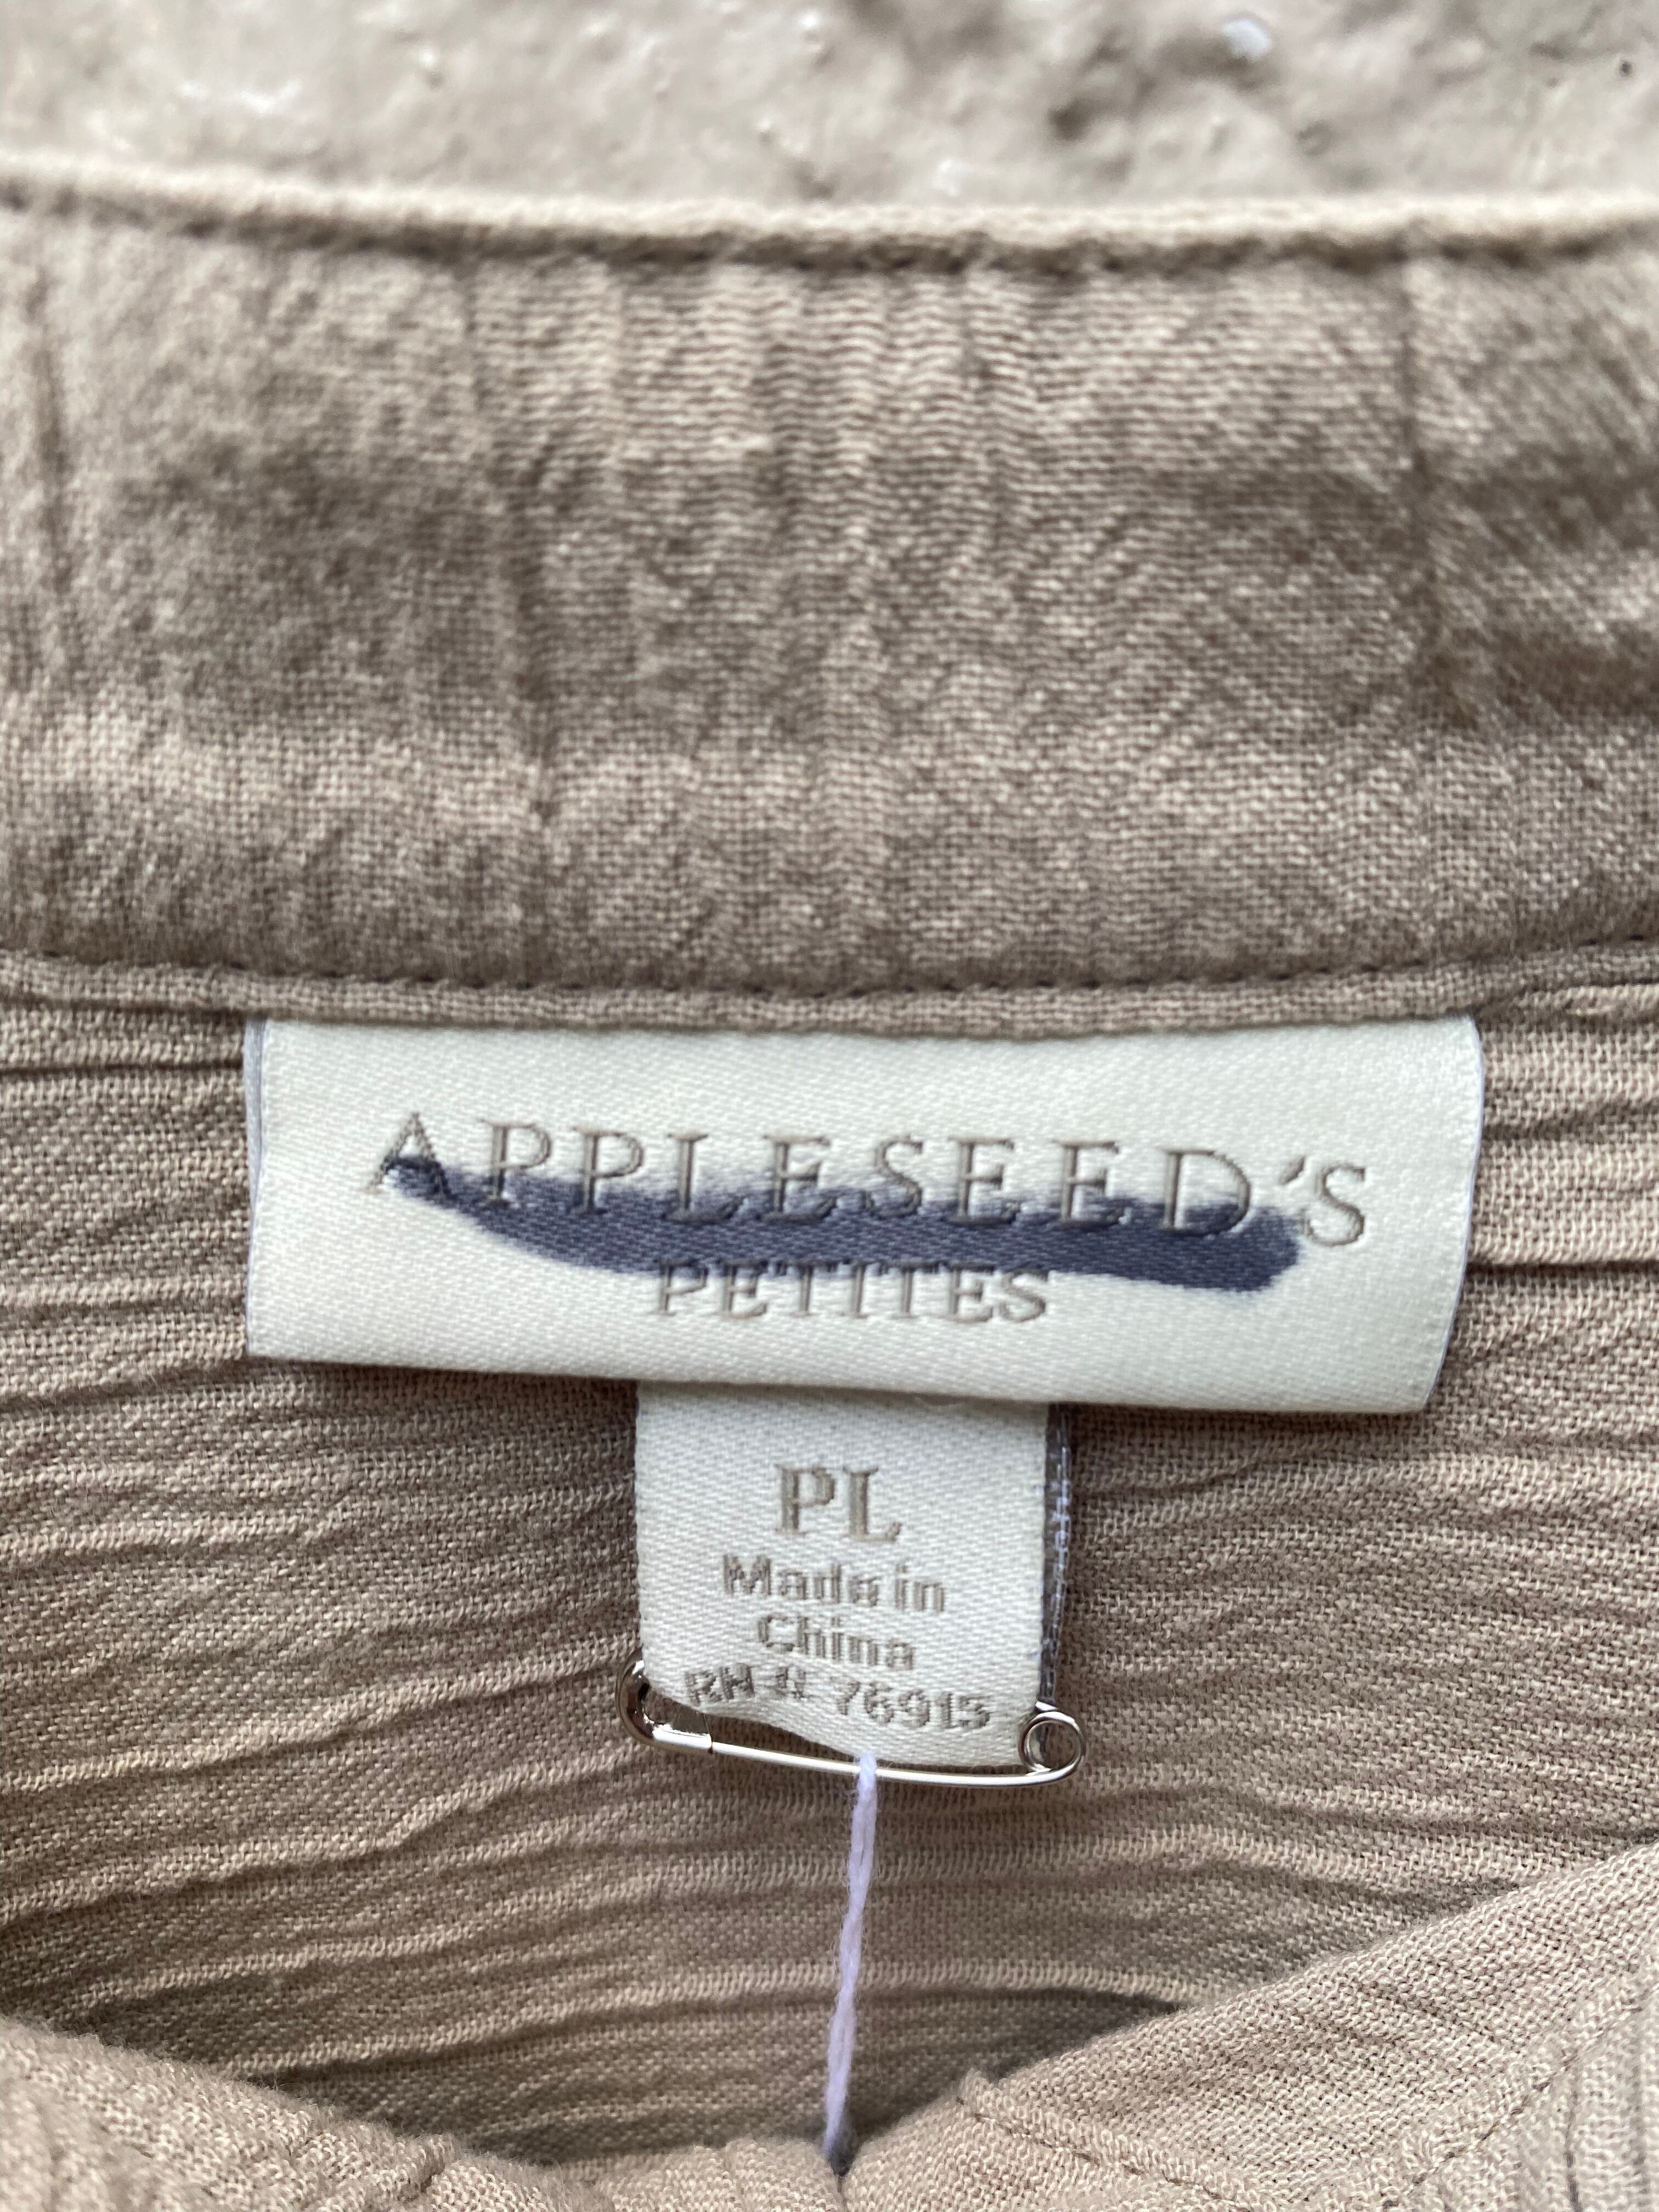 APPLESEED'S
PETITES
PL
Made in
China
RN # 76915